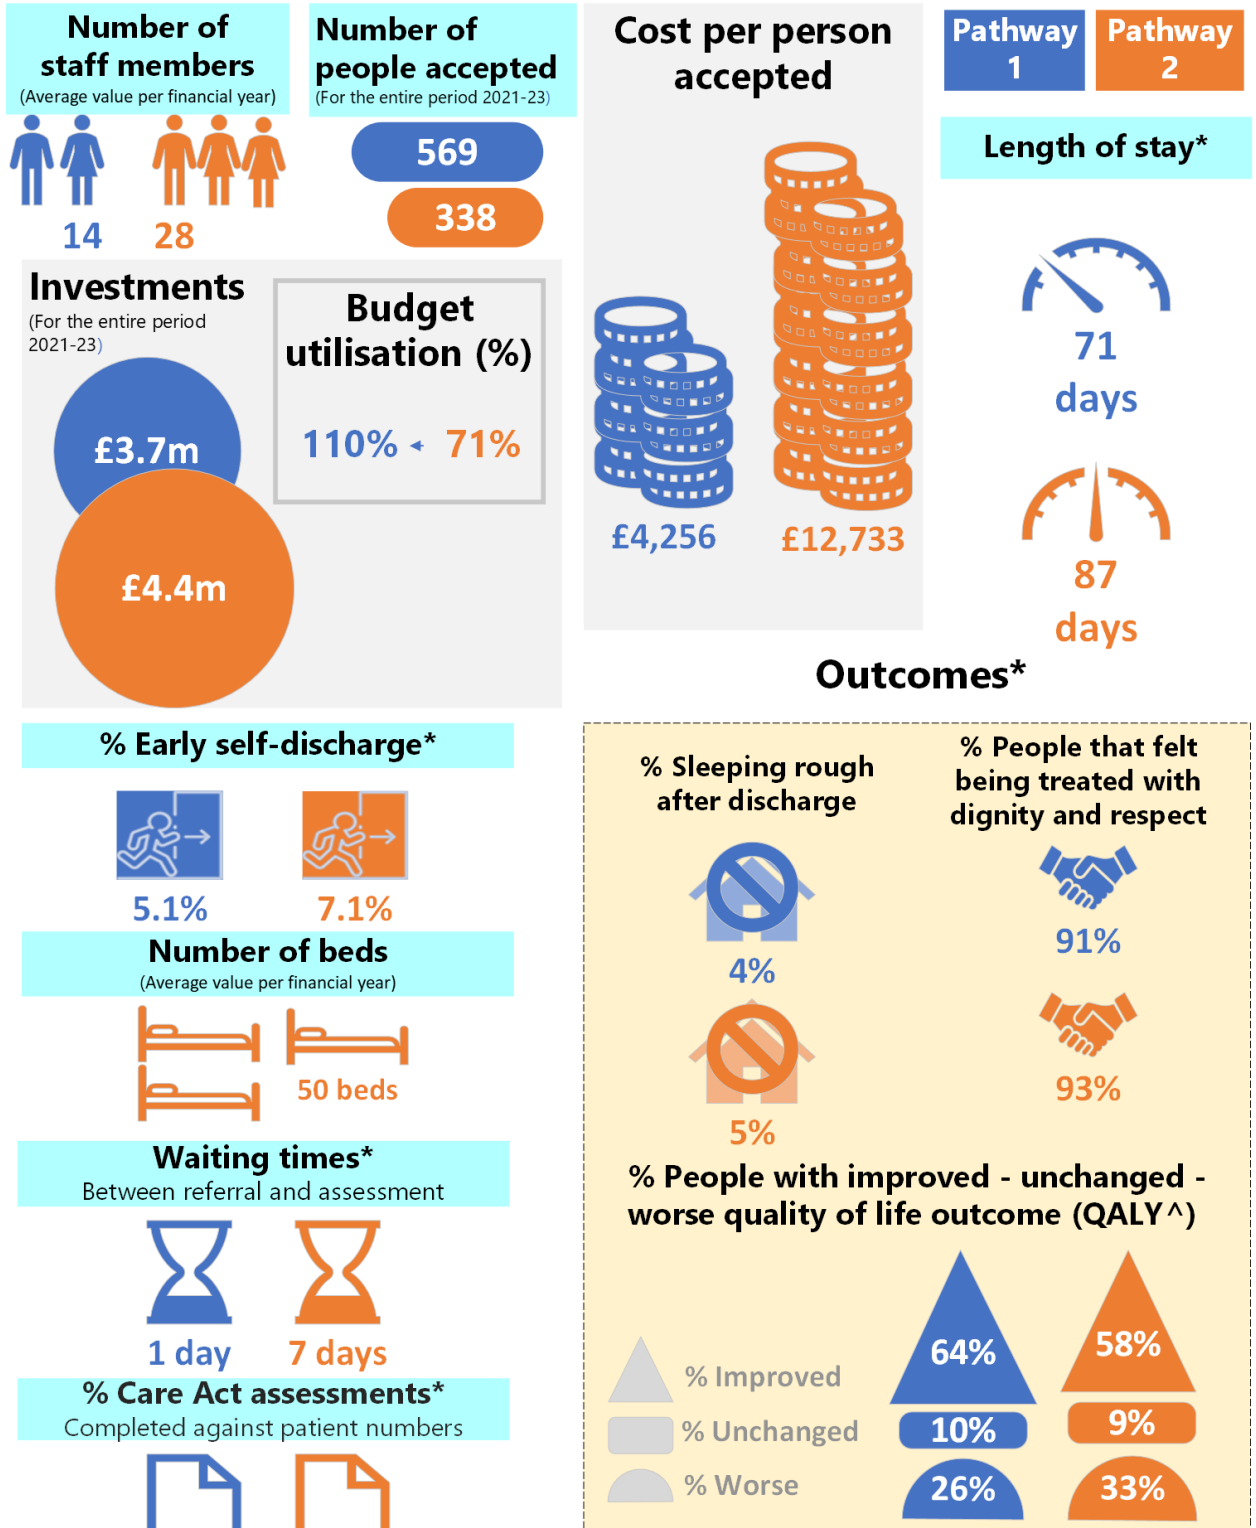 Number of
staff members
(Average value per financial year)
14
28
Number of
people accepted
(For the entire period 2021-23)
569
338
Cost per person
accepted
£4,256
£12,733
Pathway
1
Pathway
2
Length of stay*
71
days
87
days
Investments
(For the entire period
2021-23)
£3.7m
£4.4m
Budget
utilisation (%)
110%
71%
% Early self-discharge*
5.1%
7.1%
Number of beds
(Average value per financial year)
50 beds
Waiting times*
Between referral and assessment
1 day
7 days
% Care Act assessments*
Completed against patient numbers
Outcomes*
% Sleeping rough
after discharge
4%
5%
% People that felt
being treated with
dignity and respect
91%
93%
% People with improved - unchanged -
worse quality of life outcome (QALY^)
% Improved
64%
58%
% Unchanged
10%
9%
% Worse
26%
33%